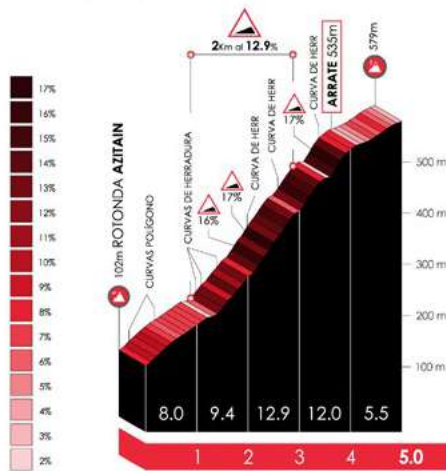 2Km al 12.9%
17%
16%
15%
14%
13%
12%
11%
10%
9%
8%
7%
6%
5%
4%
3%
2%
102m ROTONDA AZITAIN
CURVAS POLÍGONO
CURVAS DE HERRADURA
16%
17%
CURVA DE HERR
CURVA DE HERR
17%
CURVA DE HERR
ARRATE 535m
579m
500 m
400 m
300 m
200 m
100 m
8.0
9.4
12.9
12.0
5.5
1 2 3 4 5.0